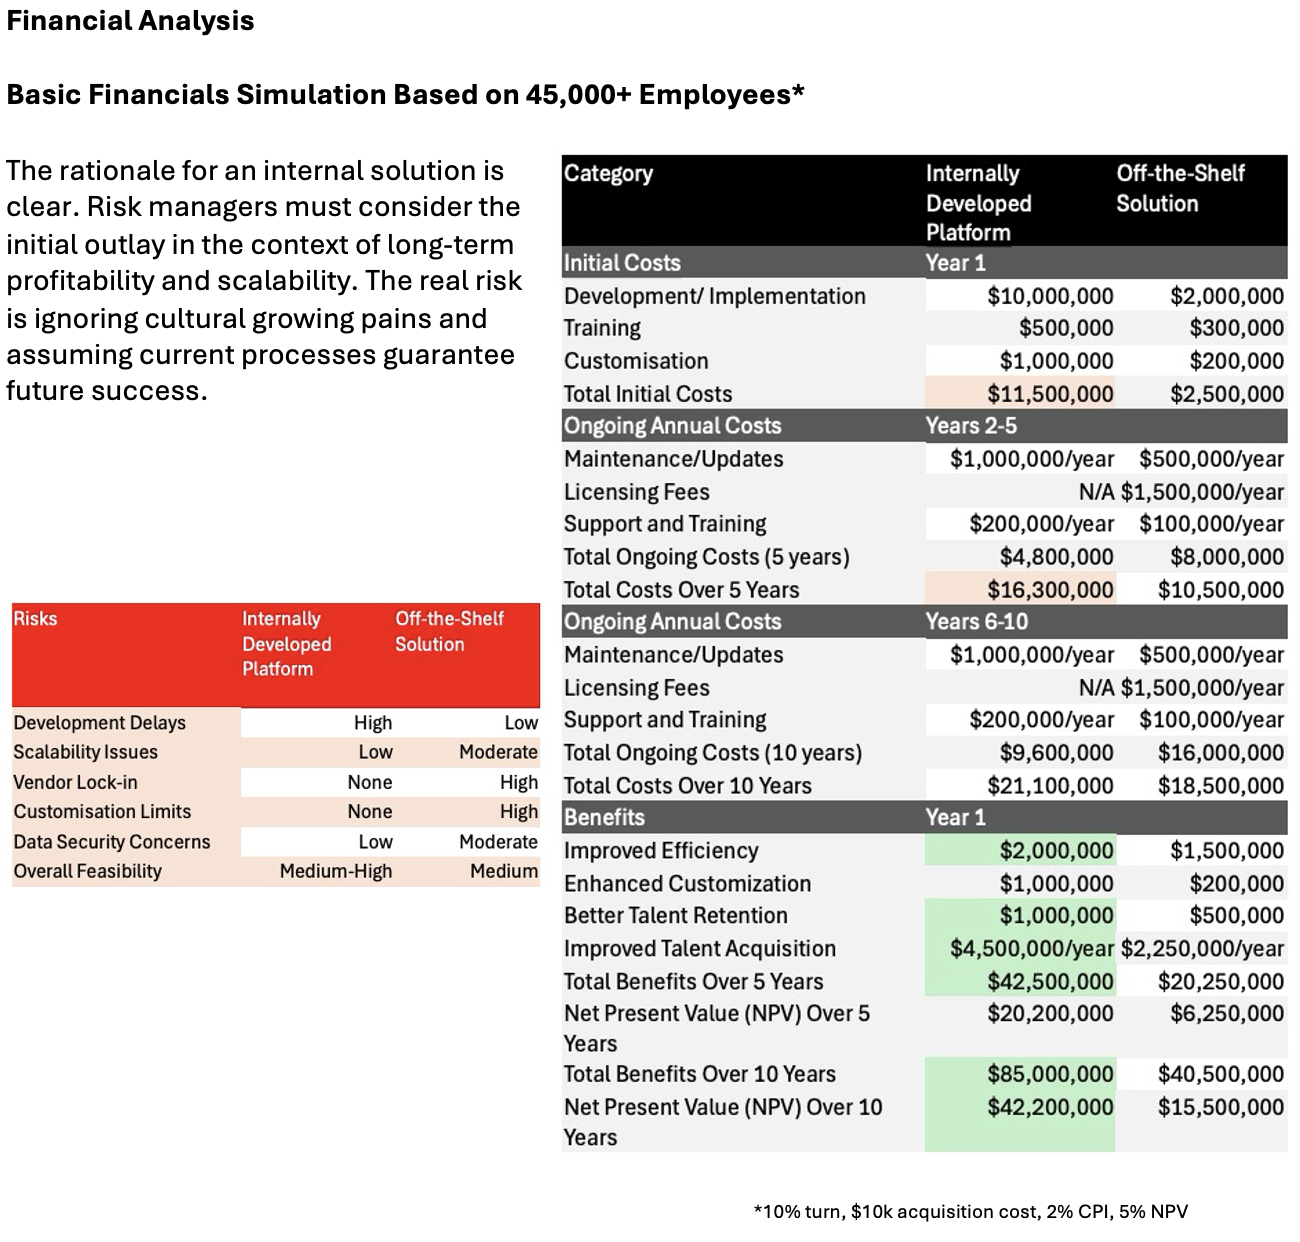 Financial Analysis
Basic Financials Simulation Based on 45,000+ Employees*
The rationale for an internal solution is
clear. Risk managers must consider the
initial outlay in the context of long-term
profitability and scalability. The real risk
is ignoring cultural growing pains and
assuming current processes guarantee
future success.
Risks Internally Developed Platform Off-the-Shelf Solution
Development Delays High Low
Scalability Issues Low Moderate
Vendor Lock-in None High
Customisation Limits None High
Data Security Concerns Low Moderate
Overall Feasibility Medium-High Medium
Category Internally Developed Platform Off-the-Shelf Solution
Initial Costs Year 1
Development/ Implementation $10,000,000 $2,000,000
Training $500,000 $300,000
Customisation $1,000,000 $200,000
Total Initial Costs $11,500,000 $2,500,000
Ongoing Annual Costs Years 2-5
Maintenance/Updates $1,000,000/year $500,000/year
Licensing Fees N/A $1,500,000/year
Support and Training $200,000/year $100,000/year
Total Ongoing Costs (5 years) $4,800,000 $8,000,000
Total Costs Over 5 Years $16,300,000 $10,500,000
Ongoing Annual Costs Years 6-10
Maintenance/Updates $1,000,000/year $500,000/year
Licensing Fees N/A $1,500,000/year
Support and Training $200,000/year $100,000/year
Total Ongoing Costs (10 years) $9,600,000 $16,000,000
Total Costs Over 10 Years $21,100,000 $18,500,000
Benefits Year 1
Improved Efficiency $2,000,000 $1,500,000
Enhanced Customization $1,000,000 $200,000
Better Talent Retention $1,000,000 $500,000
Improved Talent Acquisition $4,500,000/year $2,250,000/year
Total Benefits Over 5 Years $42,500,000 $20,250,000
Net Present Value (NPV) Over 5 Years $20,200,000 $6,250,000
Total Benefits Over 10 Years $85,000,000 $40,500,000
Net Present Value (NPV) Over 10 Years $42,200,000 $15,500,000
*10% turn, $10k acquisition cost, 2% CPI, 5% NPV